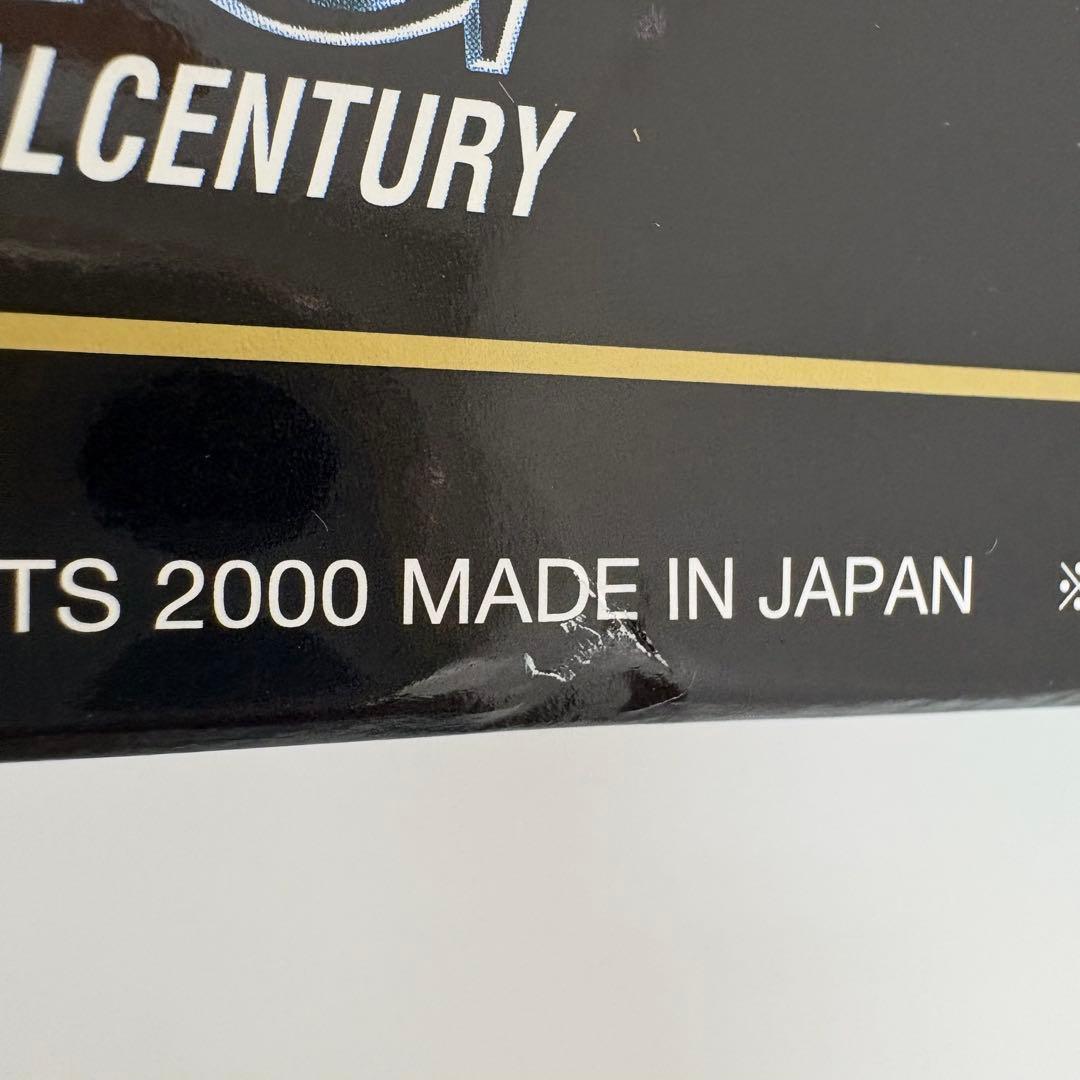 LCENTURY
TS 2000 MADE IN JAPAN ※